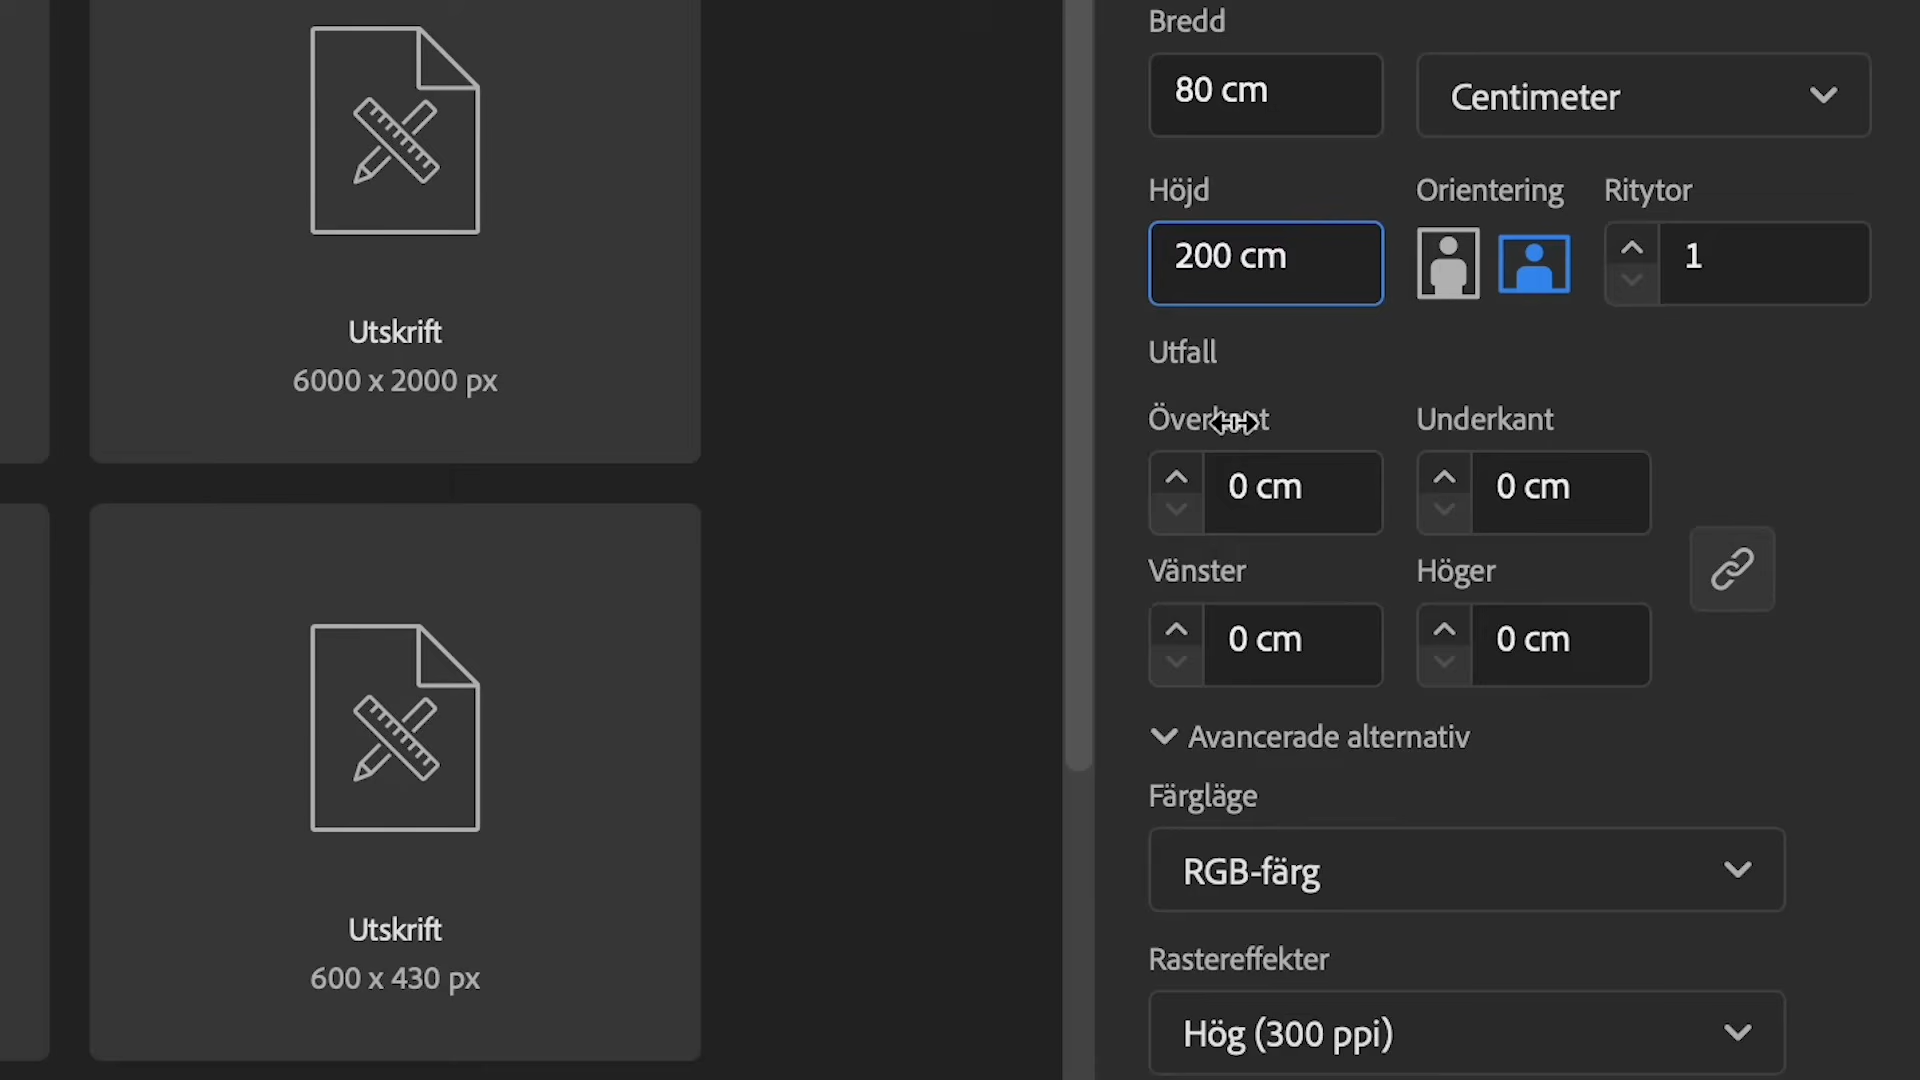 Utskrift
6000 x 2000 px
Utskrift
600 x 430 px
Bredd
80 cm
Centimeter
Höjd
Orientering
Ritytor
200 cm
1
Utfall
Underkant
0 cm
0 cm
Vänster
Höger
0 cm
0 cm
Avancerade alternativ
Färgläge
RGB-färg
Rastereffekter
Hög (300 ppi)